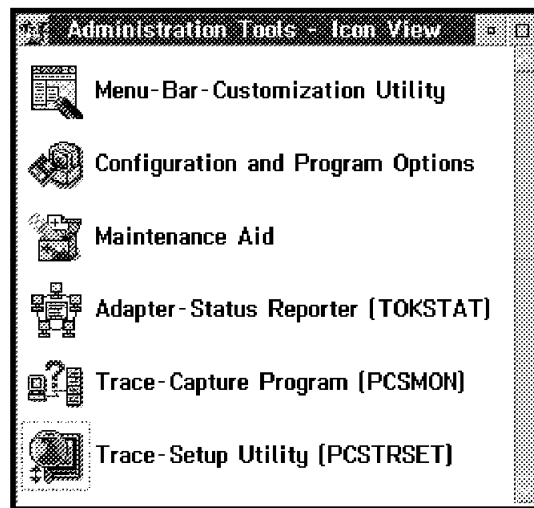 Administration Tools - Icon View
Menu-Bar-Customization Utility
Configuration and Program Options
Maintenance Aid
Adapter-Status Reporter (TOKSTAT)
Trace-Capture Program (PCSMON)
Trace-Setup Utility (PCSTRSET)